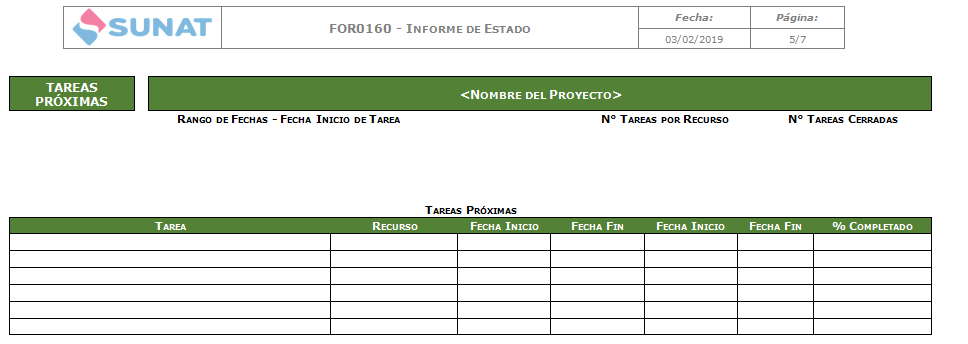 SUNAT
FOR0160 - INFORME DE ESTADO
Fecha:
Página:
03/02/2019
5/7
TAREAS
PRÓXIMAS
<NOMBRE DEL PROYECTO>
RANGO DE FECHAS - FECHA INICIO DE TAREA
N° TAREAS POR RECURSO
N° TAREAS CERRADAS
TAREAS PRÓXIMAS
TAREA
RECURSO
FECHA INICIO
FECHA FIN
FECHA INICIO
FECHA FIN
% COMPLETADO